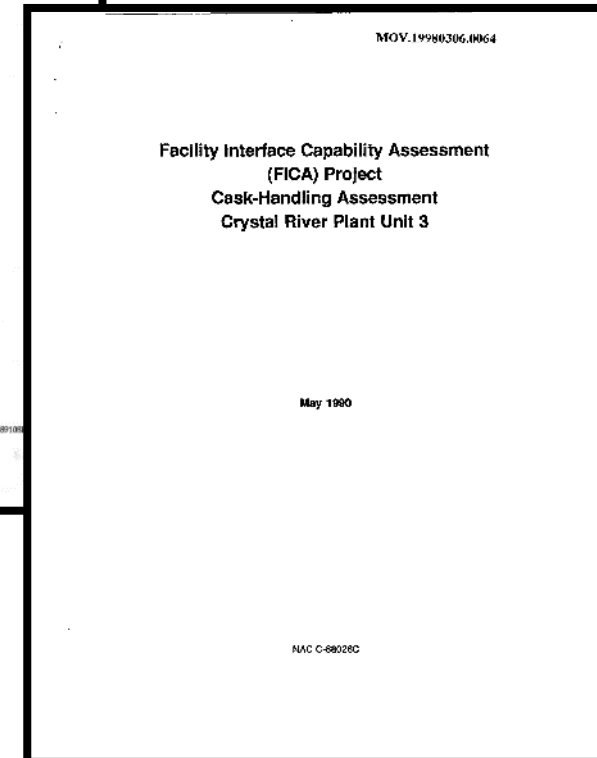 MOV.19980306.0064
Facility Interface Capability Assessment
(FICA) Project
Cask-Handling Assessment
Crystal River Plant Unit 3
May 1990
NAC C-68026C